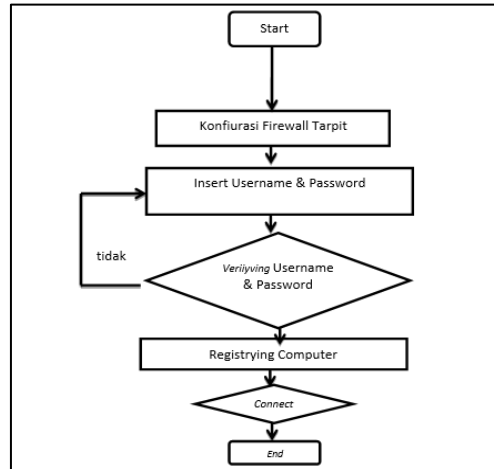 Start
Konfiurasi Firewall Tarpit
Insert Username & Password
tidak
Veriiyving Username
& Password
Registrying Computer
Connect
End